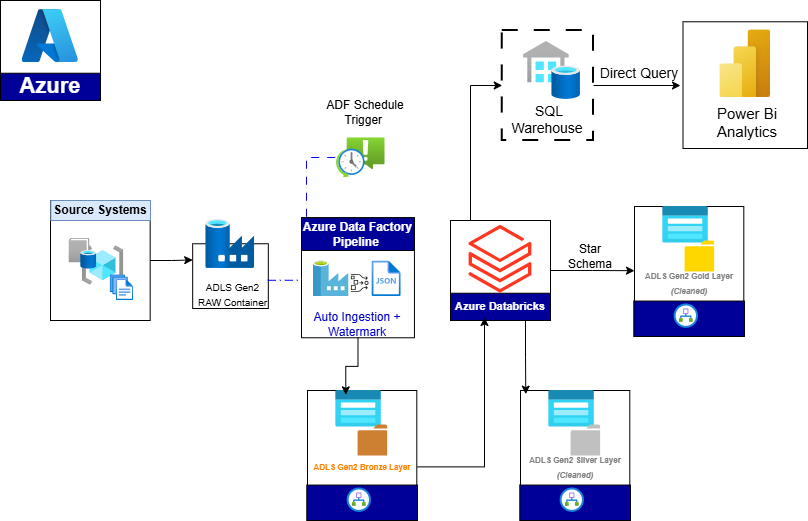 Azure
ADF Schedule
Trigger
SQL
Warehouse
Direct Query
Power Bi
Analytics
Source Systems
ADLS Gen2
RAW Container
Azure Data Factory
Pipeline
JSON
Auto Ingestion +
Watermark
Azure Databricks
Star
Schema
ADLS Gen2 Gold Layer
(Cleaned)
ADLS Gen2 Bronze Layer
ADLS Gen2 Silver Layer
(Cleaned)